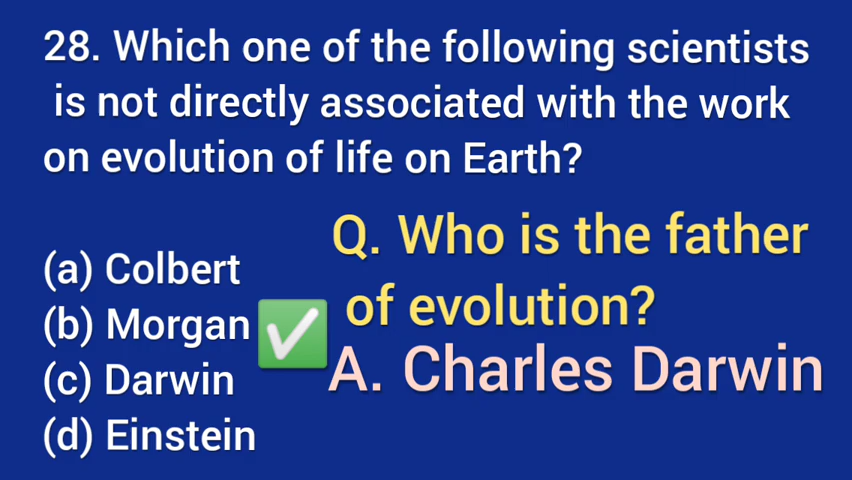 28. Which one of the following scientists
is not directly associated with the work
on evolution of life on Earth?
(a) Colbert
(b) Morgan
(c) Darwin
(d) Einstein
Q. Who is the father
of evolution?
A. Charles Darwin